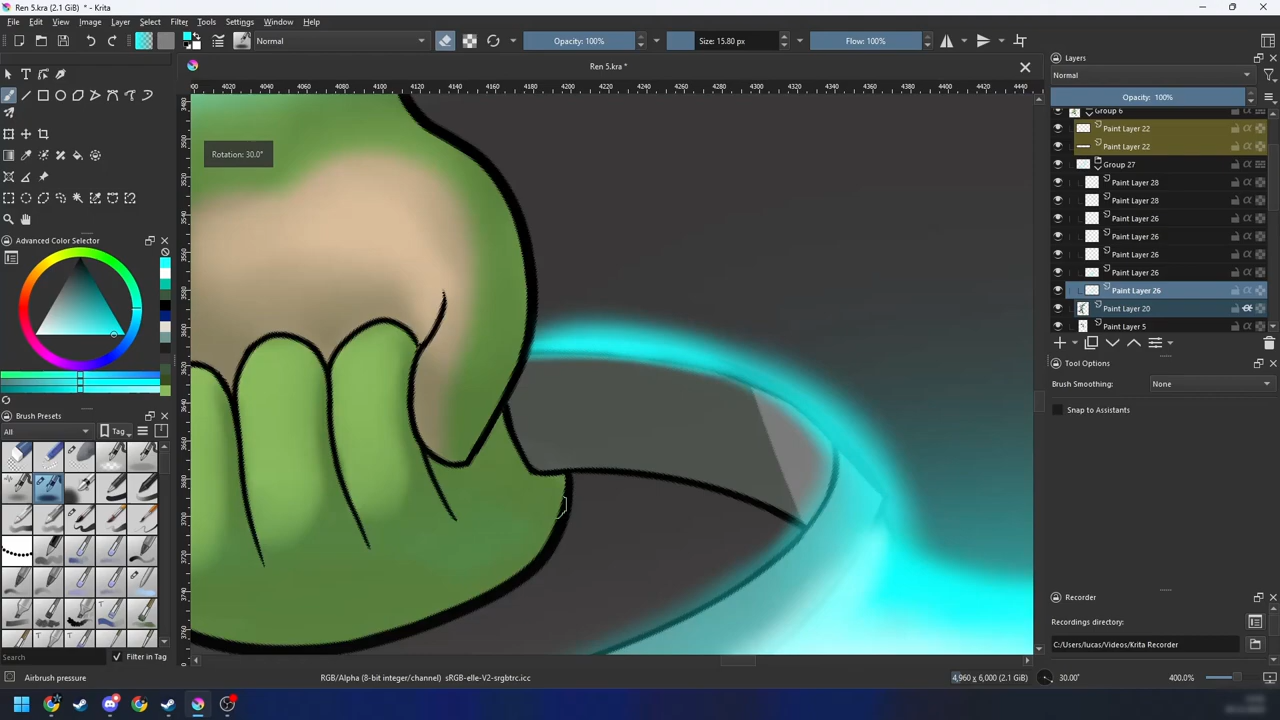 Ren 5.kra (2.1 GiB) * - Krita
File Edit View Image Layer Select Filter Tools Settings Window Help
Normal
Opacity: 100%
Size: 15.80 px
Flow: 100%
Ren 5.kra *
Rotation: 30.0°
Layers
Normal
Opacity: 100%
Group 6
Paint Layer 22
Paint Layer 22
Group 27
Paint Layer 28
Paint Layer 28
Paint Layer 26
Paint Layer 26
Paint Layer 26
Paint Layer 26
Paint Layer 26
Paint Layer 20
Paint Layer 5
Tool Options
Brush Smoothing: None
Snap to Assistants
Recorder
Recordings directory:
C:/Users/lucas/Videos/Krita Recorder
Advanced Color Selector
Brush Presets
All
Tag
Search
Filter in Tag
Airbrush pressure
RGB/Alpha (8-bit integer/channel) sRGB-elle-V2-srgbtrc.icc
4,960 x 6,000 (2.1 GiB)
30.00°
400.0%